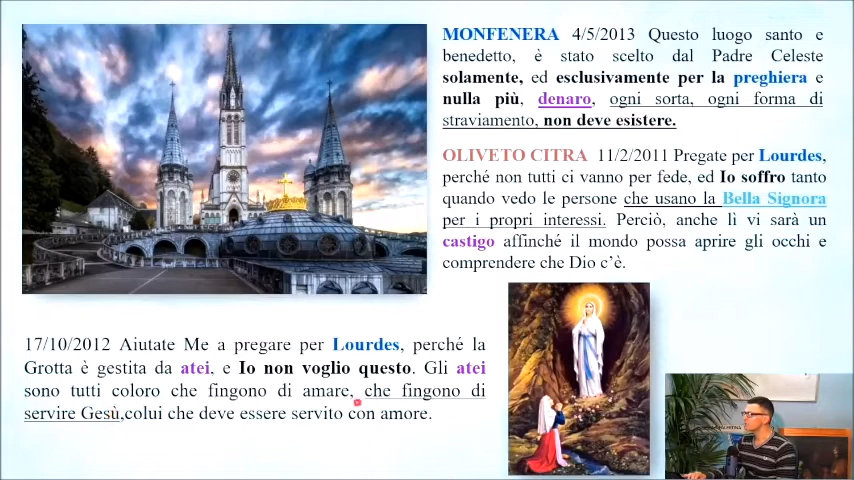 MONFENERA 4/5/2013 Questo luogo santo e
benedetto, è stato scelto dal Padre Celeste
solamente, ed esclusivamente per la preghiera e
nulla più, denaro, ogni sorta, ogni forma di
straviamento, non deve esistere.
OLIVETO CITRA 11/2/2011 Pregate per Lourdes,
perché non tutti ci vanno per fede, ed Io soffro tanto
quando vedo le persone che usano la Bella Signora
per i propri interessi. Perciò, anche lì vi sarà un
castigo affinché il mondo possa aprire gli occhi e
comprendere che Dio c’è.
17/10/2012 Aiutate Me a pregare per Lourdes, perché la
Grotta è gestita da atei, e Io non voglio questo. Gli atei
sono tutti coloro che fingono di amare, che fingono di
servire Gesù,colui che deve essere servito con amore.